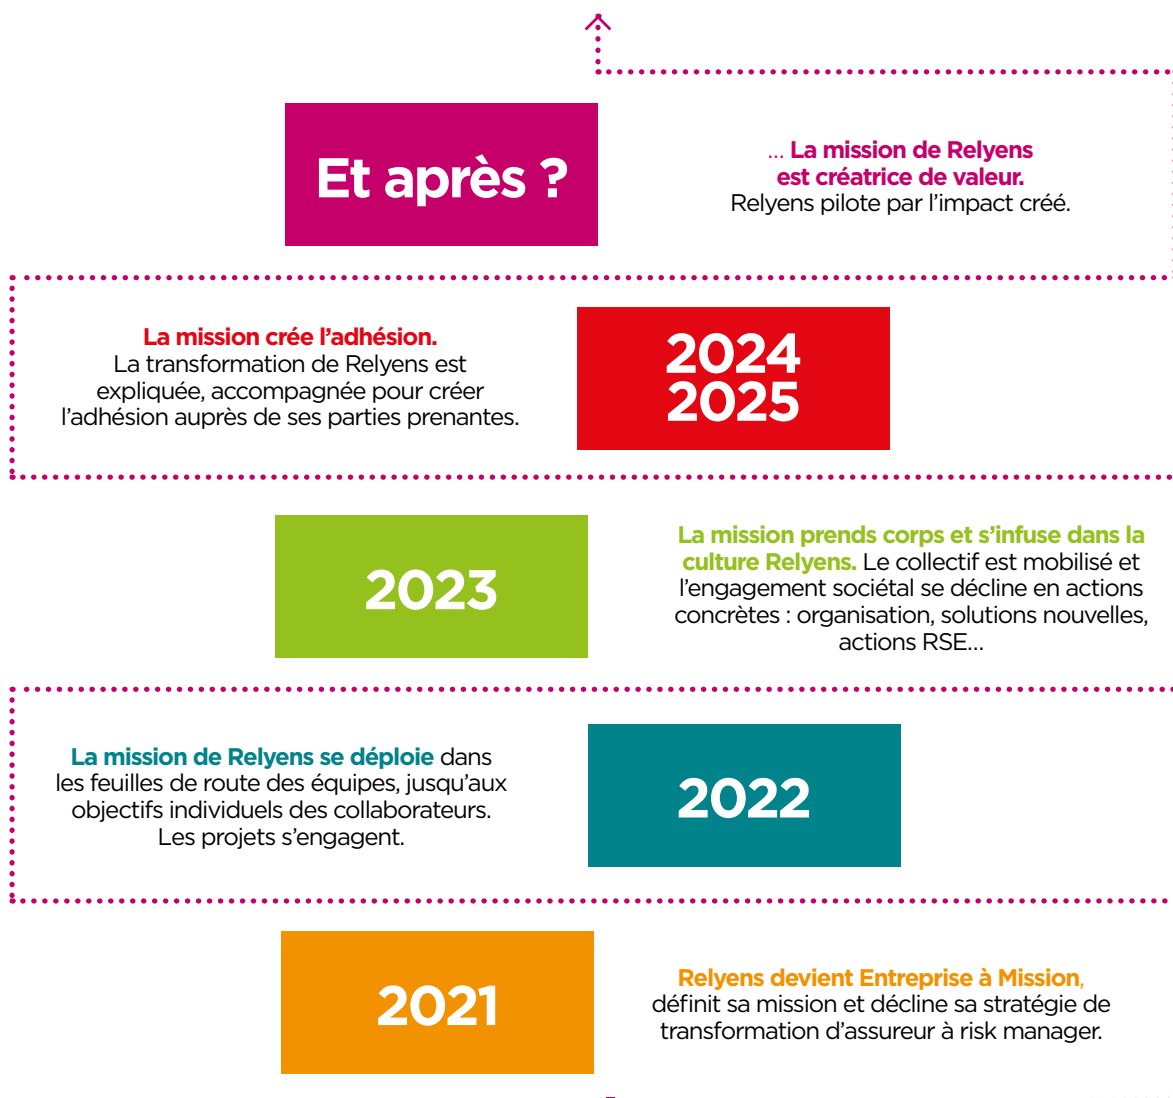 Et après ?
... La mission de Relyens
est créatrice de valeur.
Relyens pilote par l’impact créé.
La mission crée l’adhésion.
La transformation de Relyens est
expliquée, accompagnée pour créer
l’adhésion auprès de ses parties prenantes.
2024
2025
2023
La mission prends corps et s’infuse dans la
culture Relyens. Le collectif est mobilisé et
l’engagement sociétal se décline en actions
concrètes : organisation, solutions nouvelles,
actions RSE...
La mission de Relyens se déploie dans
les feuilles de route des équipes, jusqu’aux
objectifs individuels des collaborateurs.
Les projets s’engagent.
2022
2021
Relyens devient Entreprise à Mission,
définit sa mission et décline sa stratégie de
transformation d’assureur à risk manager.